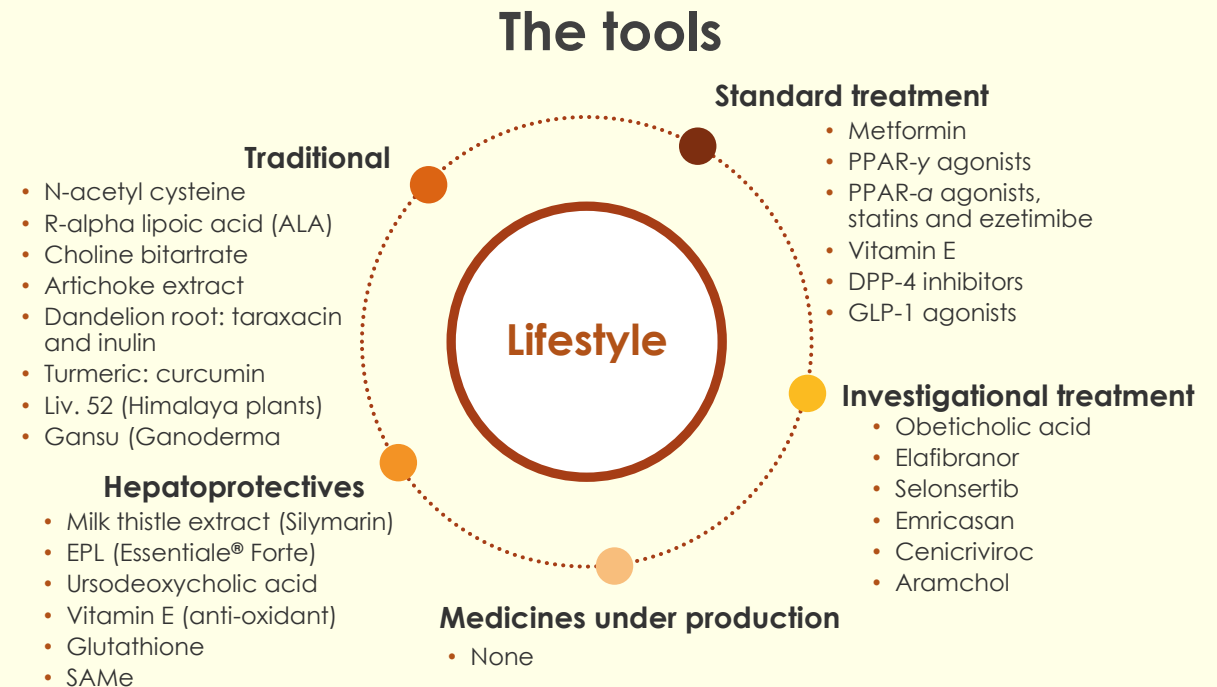 The tools
Standard treatment
• Metformin
• PPAR-y agonists
• PPAR-a agonists,
statins and ezetimibe
• Vitamin E
• DPP-4 inhibitors
• GLP-1 agonists
Traditional
• N-acetyl cysteine
• R-alpha lipoic acid (ALA)
• Choline bitartrate
• Artichoke extract
• Dandelion root: taraxacin
and inulin
• Turmeric: curcumin
• Liv. 52 (Himalaya plants)
• Gansu (Ganoderma
Lifestyle
Investigational treatment
• Obeticholic acid
• Elafibranor
• Selonsertib
• Emricasan
• Cenicriviroc
• Aramchol
Hepatoprotectives
• Milk thistle extract (Silymarin)
• EPL (Essentiale® Forte)
• Ursodeoxycholic acid
• Vitamin E (anti-oxidant)
• Glutathione
• SAMe
Medicines under production
• None